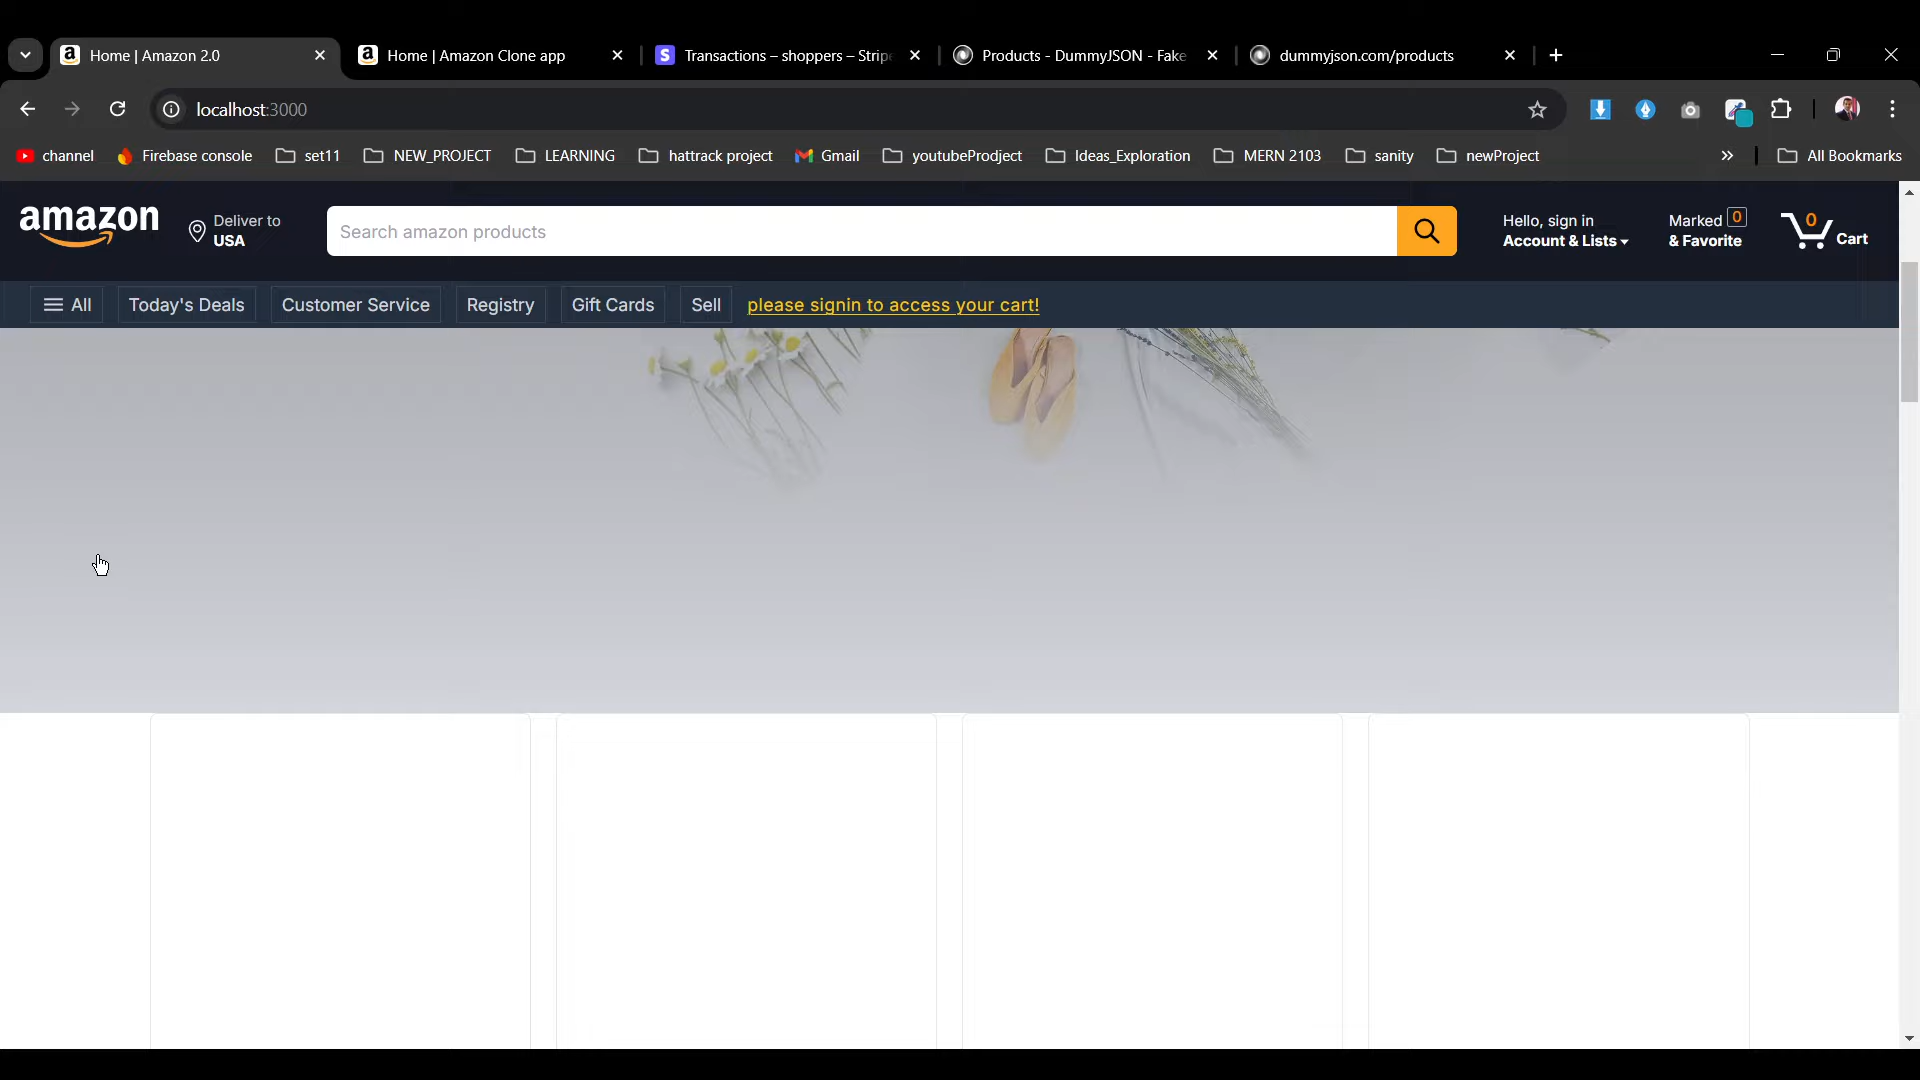 Home | Amazon 2.0
Home | Amazon Clone app
Transactions – shoppers – Strip
Products - DummyJSON - Fake
dummyjson.com/products
localhost:3000
channel
Firebase console
set11
NEW_PROJECT
LEARNING
hattrack project
Gmail
youtubeProdject
Ideas_Exploration
MERN 2103
sanity
newProject
All Bookmarks
amazon
Deliver to
USA
Search amazon products
Hello, sign in
Account & Lists
Marked 0
& Favorite
0
Cart
All
Today's Deals
Customer Service
Registry
Gift Cards
Sell
please signin to access your cart!